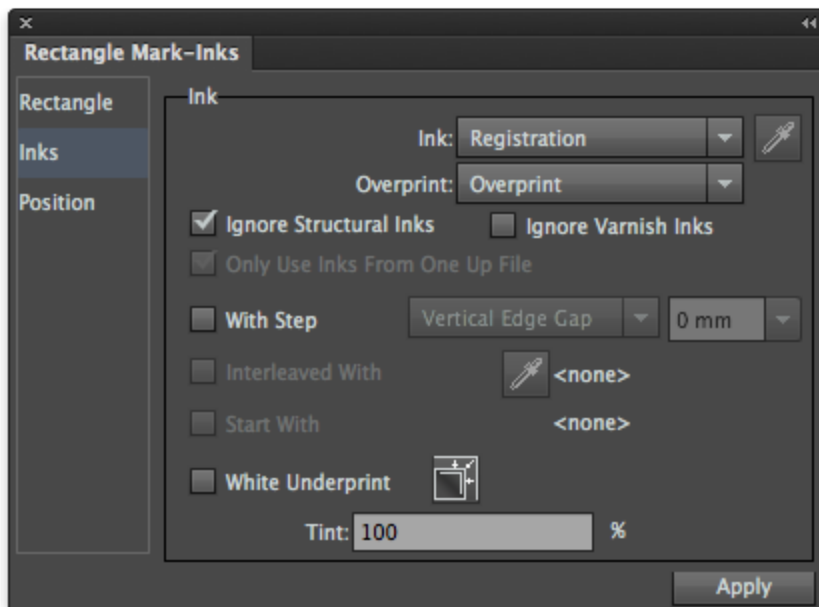 Rectangle Mark-Inks
Rectangle
Inks
Position
Ink
Ink: Registration
Overprint: Overprint
Ignore Structural Inks Ignore Varnish Inks
Only Use Inks From One Up File
With Step Vertical Edge Gap 0 mm
Interleaved With <none>
Start With <none>
White Underprint
Tint: 100 %
Apply